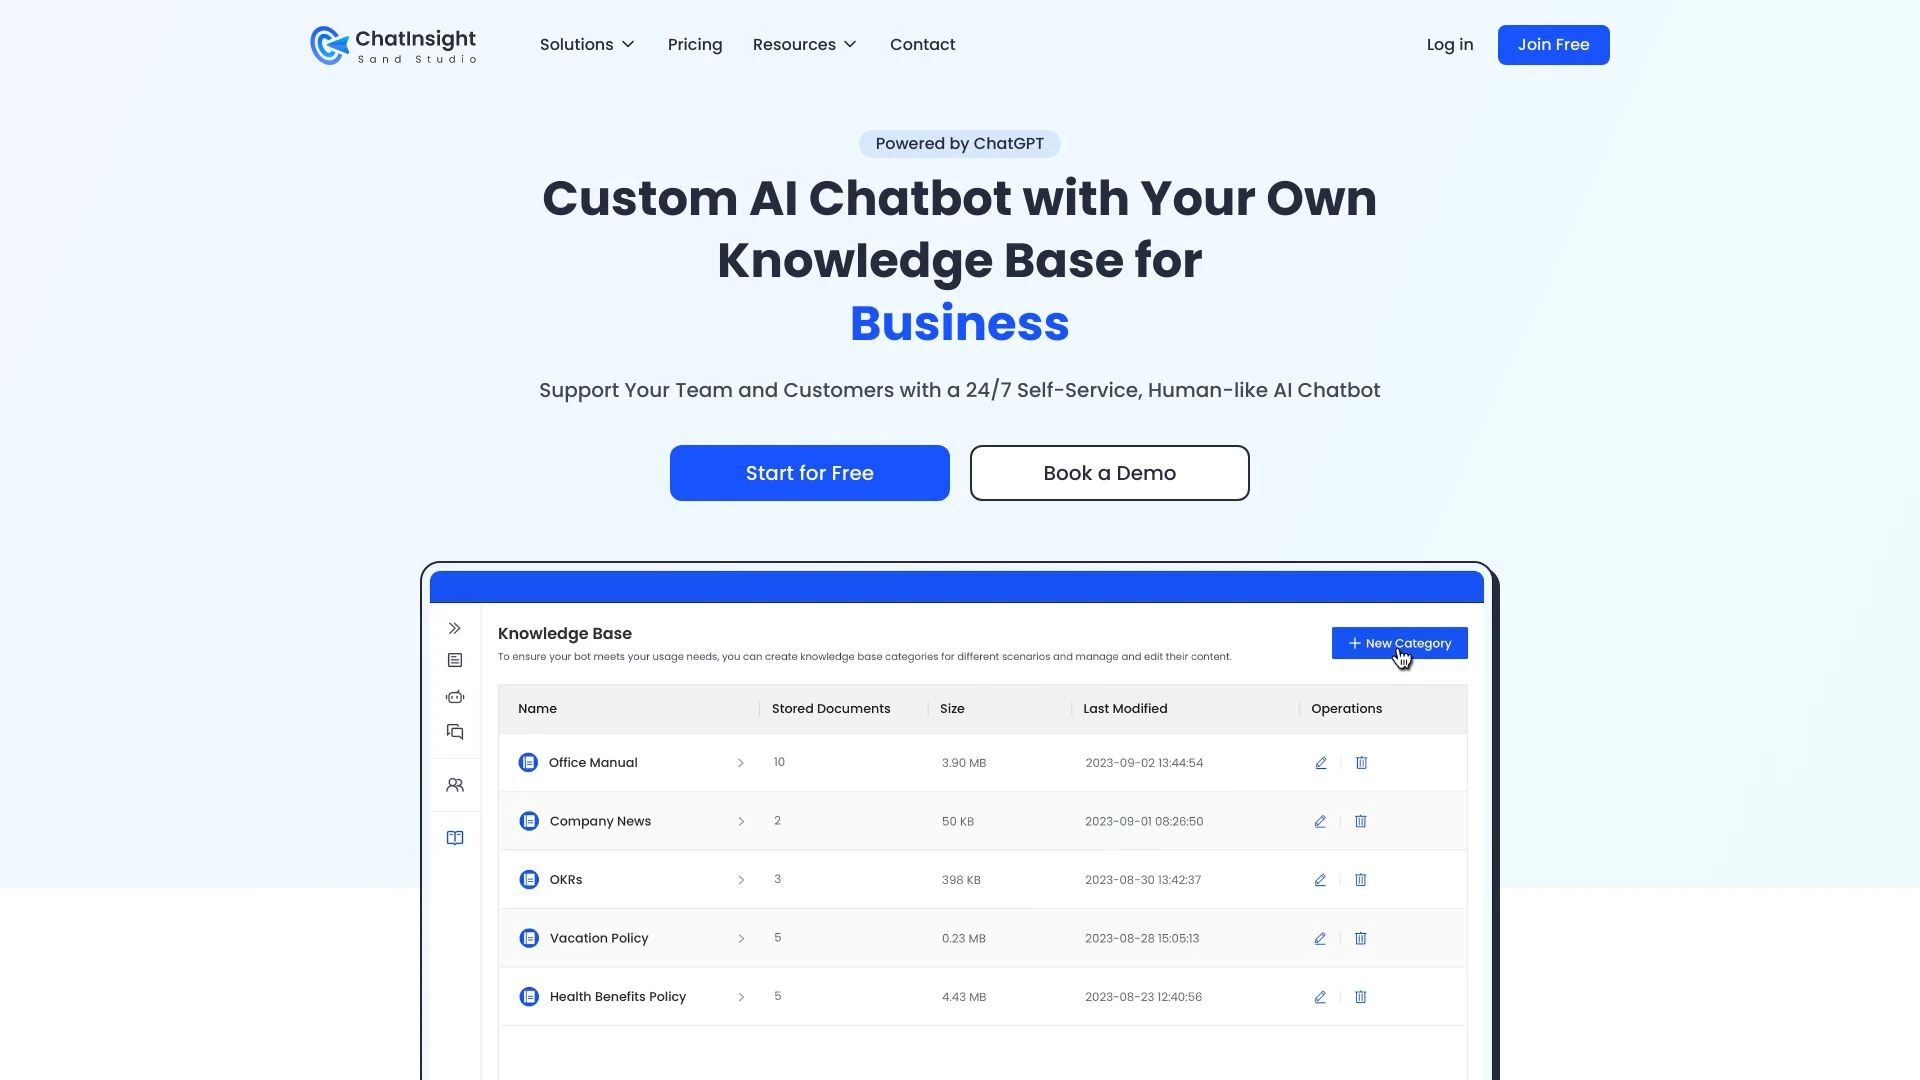 ChatInsight
Sand Studio
Solutions
Pricing
Resources
Contact
Log in
Join Free
Powered by ChatGPT
Custom AI Chatbot with Your Own
Knowledge Base for
Business
Support Your Team and Customers with a 24/7 Self-Service, Human-like AI Chatbot
Start for Free
Book a Demo
Knowledge Base
To ensure your bot meets your usage needs, you can create knowledge base categories for different scenarios and manage and edit their content.
+ New Category
Name Stored Documents Size Last Modified Operations
Office Manual 10 3.90 MB 2023-09-02 13:44:54
Company News 2 50 KB 2023-09-01 08:26:50
OKRs 3 398 KB 2023-08-30 13:42:37
Vacation Policy 5 0.23 MB 2023-08-28 15:05:13
Health Benefits Policy 5 4.43 MB 2023-08-23 12:40:56